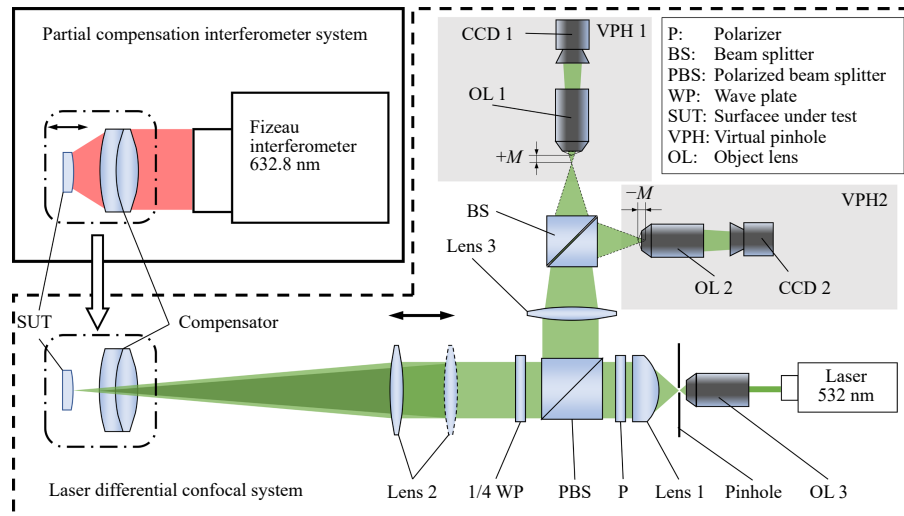 Partial compensation interferometer system
Fizeau
interferometer
632.8 nm
SUT
Compensator
Laser differential confocal system
Lens 2
1/4 WP
PBS
P
Lens 1
Pinhole
OL 3
Laser
532 nm
Lens 3
BS
+M
OL 1
CCD 1
VPH 1
−M
VPH2
OL 2
CCD 2
P: Polarizer
BS: Beam splitter
PBS: Polarized beam splitter
WP: Wave plate
SUT: Surfacee under test
VPH: Virtual pinhole
OL: Object lens